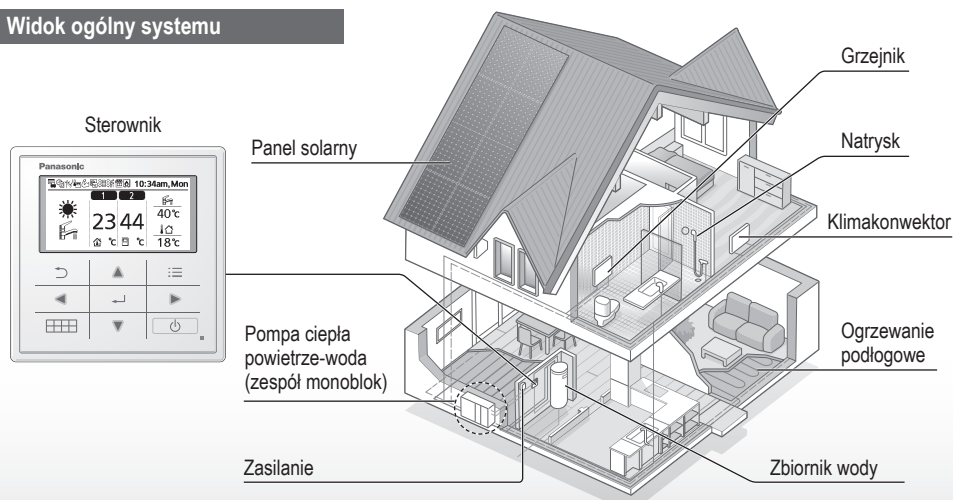 Widok ogólny systemu
Sterownik
Panasonic
10:34am, Mon
1 2
23 44
40°c
°c °c
18°c
Panel solarny
Pompa ciepła
powietrze-woda
(zespół monoblok)
Zasilanie
Grzejnik
Natrysk
Klimakonwektor
Ogrzewanie
podłogowe
Zbiornik wody